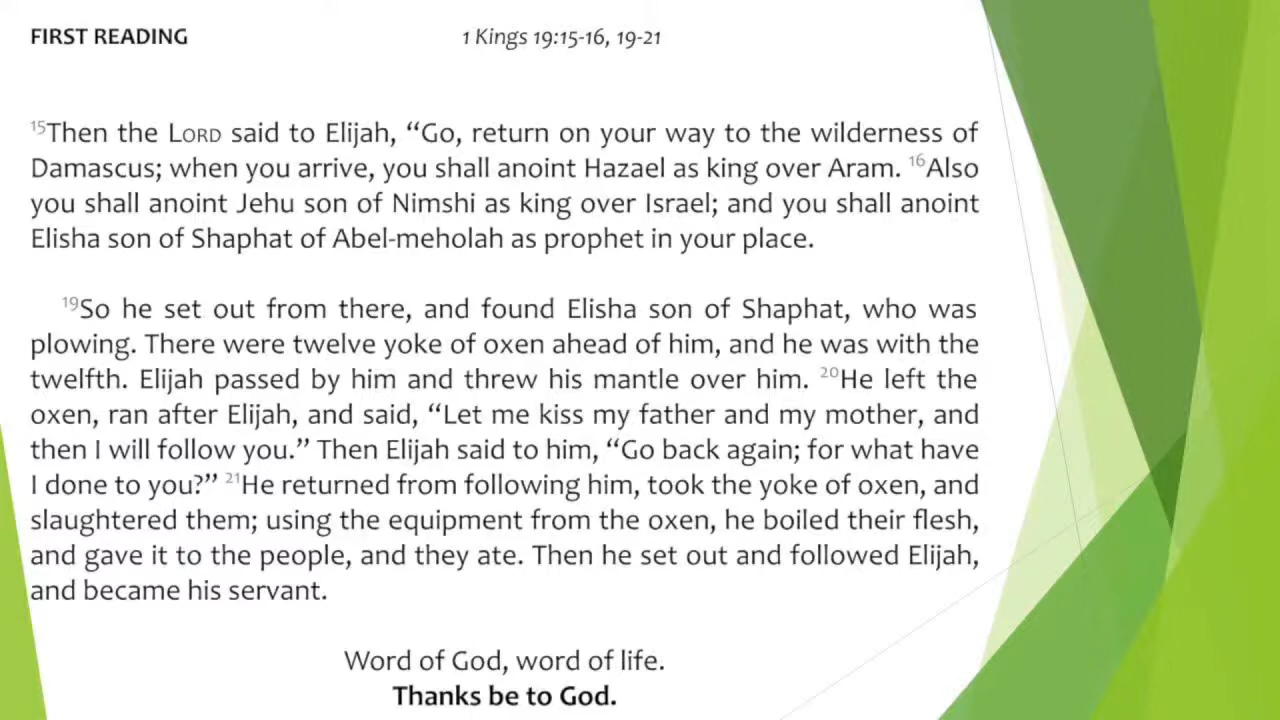 FIRST READING 1 Kings 19:15-16, 19-21
15Then the LORD said to Elijah, “Go, return on your way to the wilderness of
Damascus; when you arrive, you shall anoint Hazael as king over Aram. 16Also
you shall anoint Jehu son of Nimshi as king over Israel; and you shall anoint
Elisha son of Shaphat of Abel-meholah as prophet in your place.
19So he set out from there, and found Elisha son of Shaphat, who was
plowing. There were twelve yoke of oxen ahead of him, and he was with the
twelfth. Elijah passed by him and threw his mantle over him. 20He left the
oxen, ran after Elijah, and said, “Let me kiss my father and my mother, and
then I will follow you.” Then Elijah said to him, “Go back again; for what have
I done to you?” 21He returned from following him, took the yoke of oxen, and
slaughtered them; using the equipment from the oxen, he boiled their flesh,
and gave it to the people, and they ate. Then he set out and followed Elijah,
and became his servant.
Word of God, word of life.
Thanks be to God.